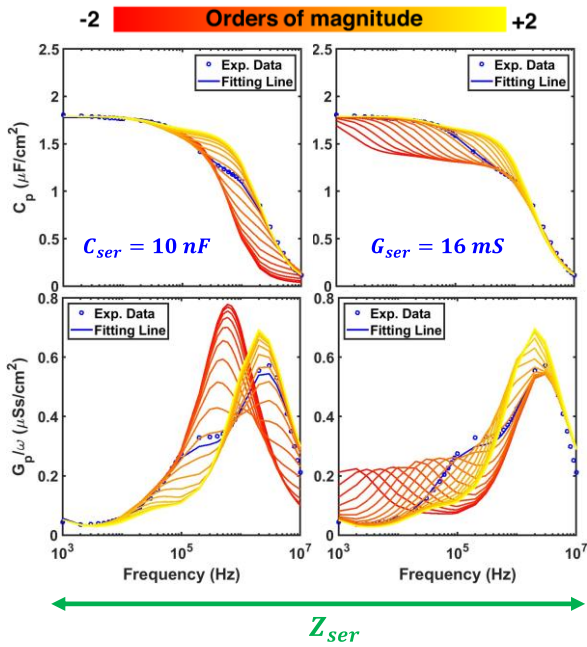 -2 Orders of magnitude +2
2.5
2
1.5
1
0.5
0
C_p (μF/cm²)
Exp. Data
Fitting Line
C_ser = 10 nF
Exp. Data
Fitting Line
G_ser = 16 mS
0.8
0.6
0.4
0.2
0
G_p/ω (μSs/cm²)
Exp. Data
Fitting Line
10³ 10⁵ 10⁷
Frequency (Hz)
Exp. Data
Fitting Line
10³ 10⁵ 10⁷
Frequency (Hz)
Z_ser